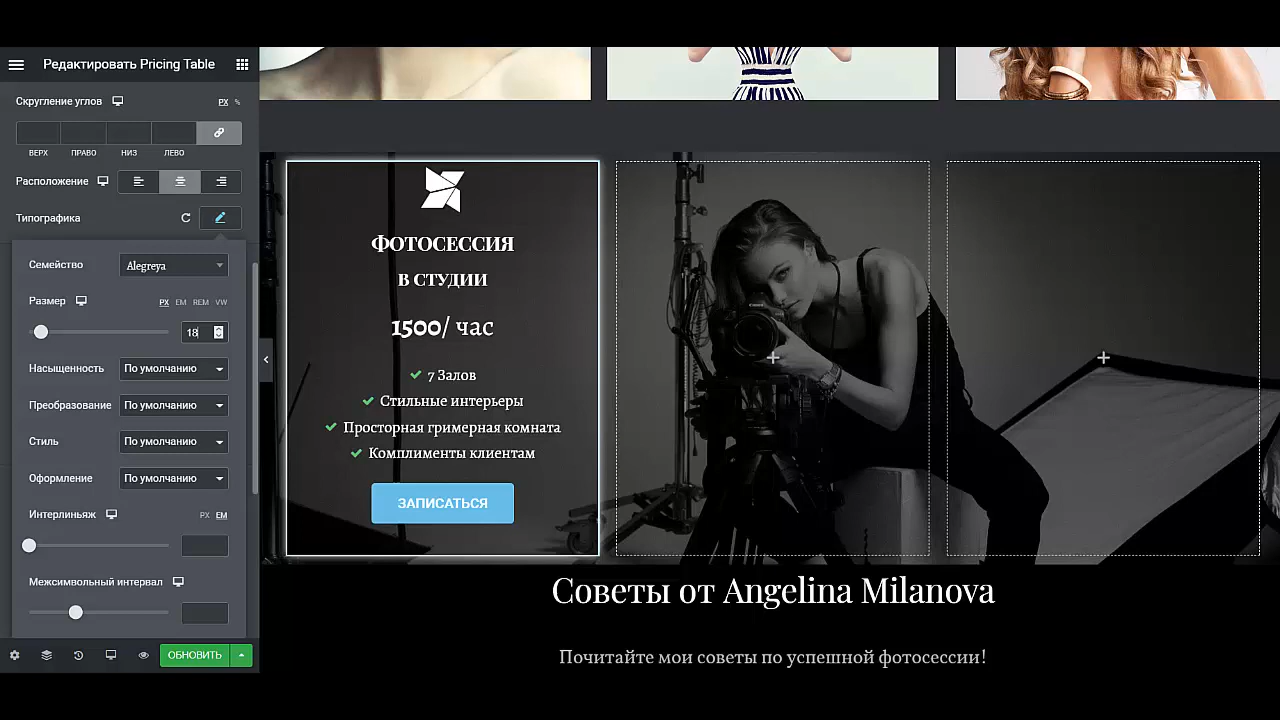 Редактировать Pricing Table
Скругление углов
PX %
ВЕРХ ПРАВО НИЗ ЛЕВО
Расположение
Типографика
Семейство Alegreya
Размер PX EM REM VW
18
Насыщенность По умолчанию
Преобразование По умолчанию
Стиль По умолчанию
Оформление По умолчанию
Интерлиньяж PX EM
Межсимвольный интервал
ОБНОВИТЬ
ФОТОСЕССИЯ
В СТУДИИ
1500/ час
7 Залов
Стильные интерьеры
Просторная гримерная комната
Комплименты клиентам
ЗАПИСАТЬСЯ
Canon
Советы от Angelina Milanova
Почитайте мои советы по успешной фотосессии!